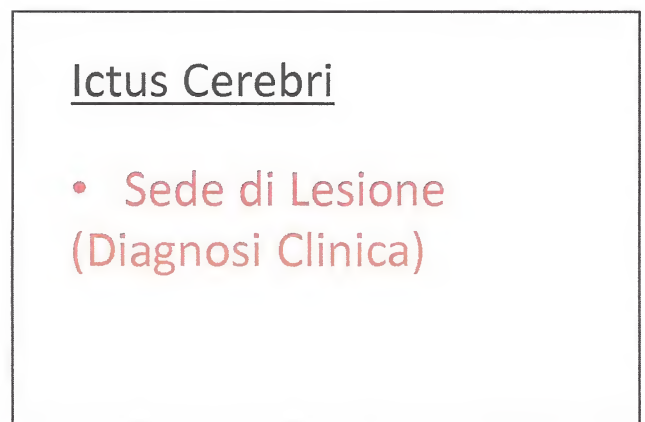 Ictus Cerebri
• Sede di Lesione
(Diagnosi Clinica)